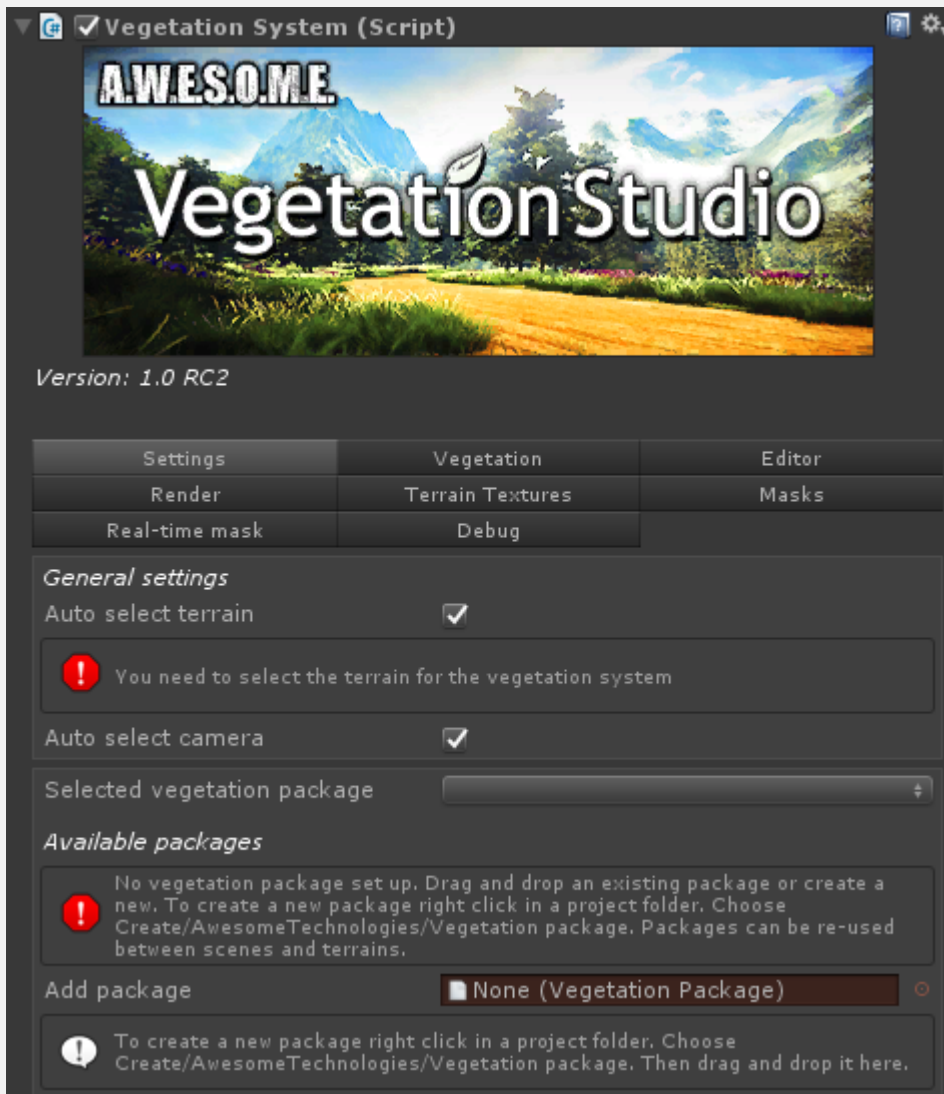 Vegetation System (Script)
A.W.E.S.O.M.E.
VegetationStudio
Version: 1.0 RC2
Settings
Vegetation
Editor
Render
Terrain Textures
Masks
Real-time mask
Debug
General settings
Auto select terrain
You need to select the terrain for the vegetation system
Auto select camera
Selected vegetation package
Available packages
No vegetation package set up. Drag and drop an existing package or create a
new. To create a new package right click in a project folder. Choose
Create/AwesomeTechnologies/Vegetation package. Packages can be re-used
between scenes and terrains.
Add package
None (Vegetation Package)
To create a new package right click in a project folder. Choose
Create/AwesomeTechnologies/Vegetation package. Then drag and drop it here.